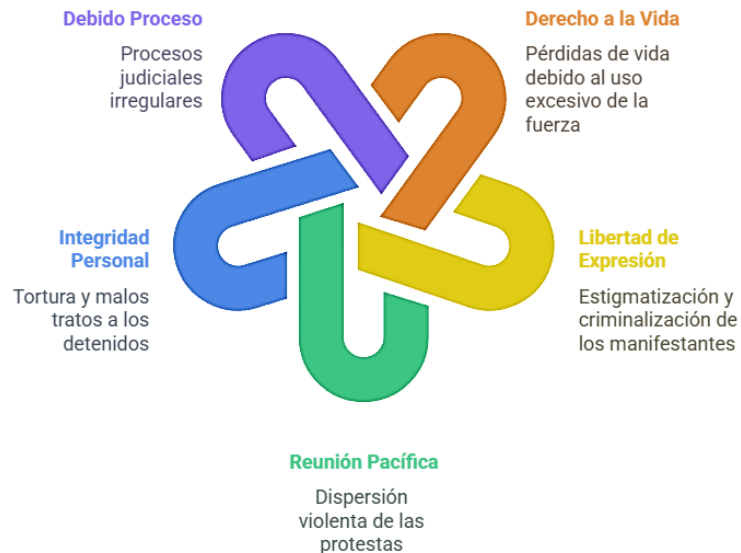 Debido Proceso
Procesos
judiciales
irregulares
Derecho a la Vida
Pérdidas de vida
debido al uso
excesivo de la
fuerza
Integridad
Personal
Tortura y malos
tratos a los
detenidos
Libertad de
Expresión
Estigmatización y
criminalización de
los manifestantes
Reunión Pacífica
Dispersión
violenta de las
protestas